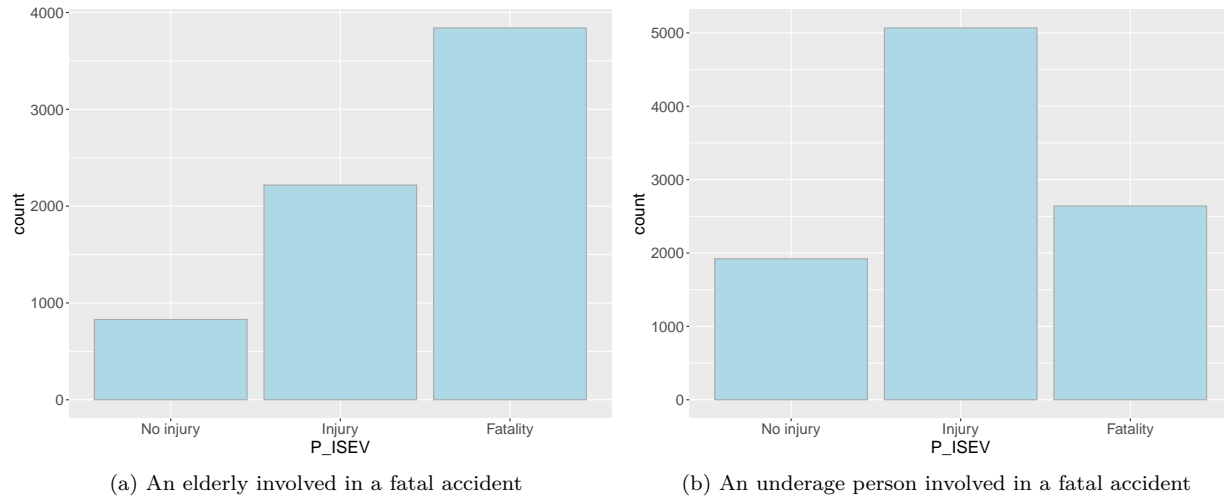 4000
3000
2000
1000
0
count
No injury Injury Fatality
P_ISEV
(a) An elderly involved in a fatal accident
5000
4000
3000
2000
1000
0
count
No injury Injury Fatality
P_ISEV
(b) An underage person involved in a fatal accident